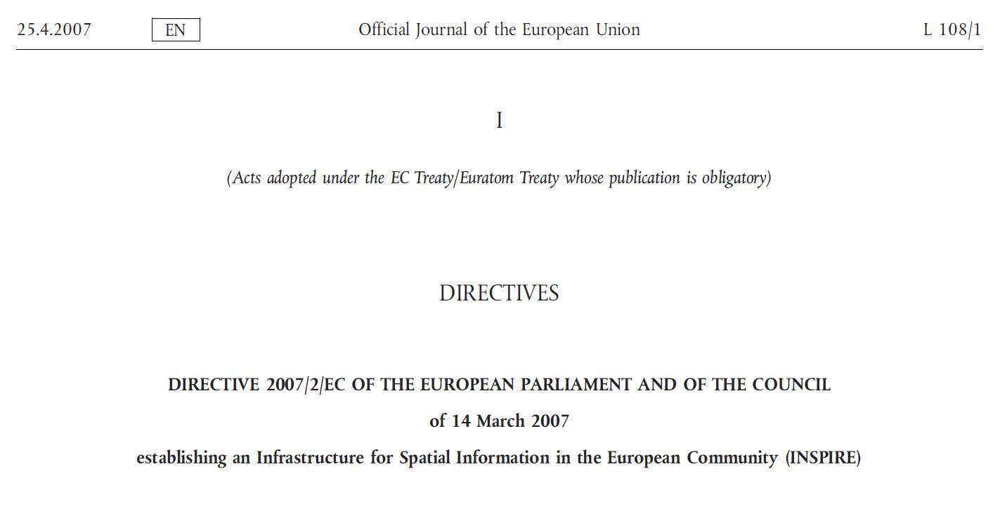 25.4.2007 EN Official Journal of the European Union L 108/1
I
(Acts adopted under the EC Treaty/Euratom Treaty whose publication is obligatory)
DIRECTIVES
DIRECTIVE 2007/2/EC OF THE EUROPEAN PARLIAMENT AND OF THE COUNCIL
of 14 March 2007
establishing an Infrastructure for Spatial Information in the European Community (INSPIRE)